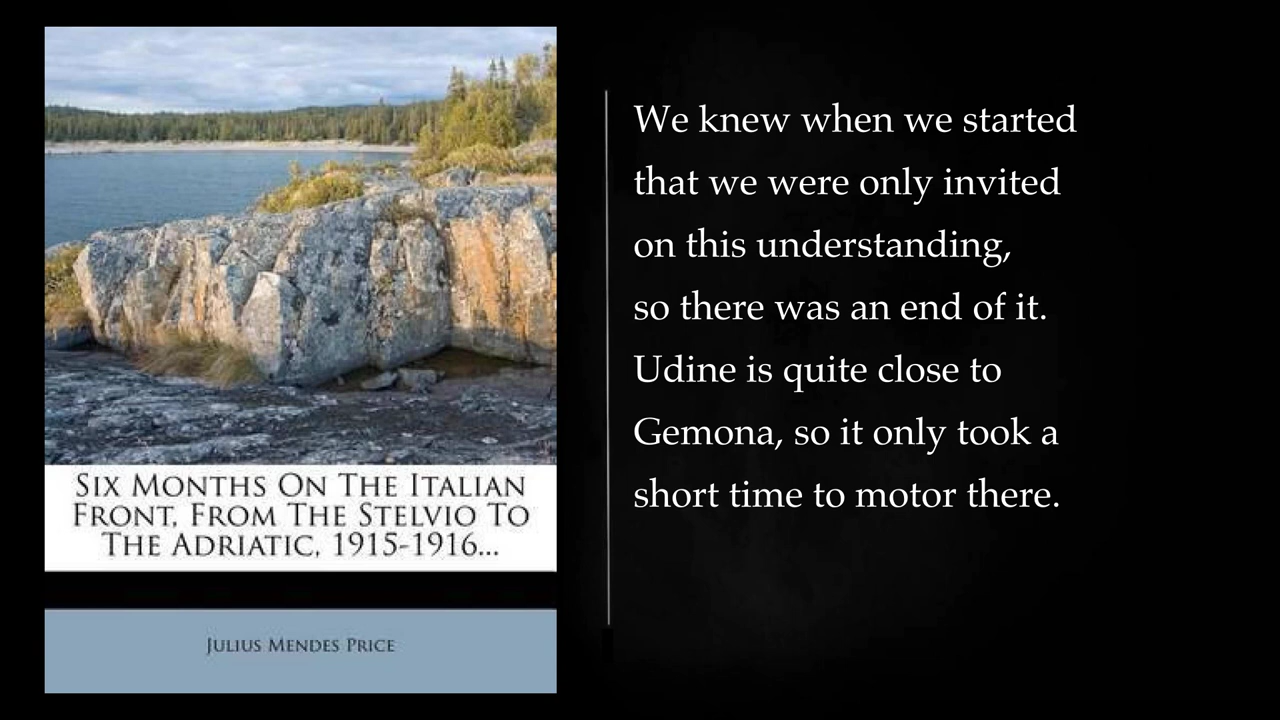 SIX MONTHS ON THE ITALIAN
FRONT, FROM THE STELVIO TO
THE ADRIATIC, 1915-1916...
JULIUS MENDES PRICE
We knew when we started
that we were only invited
on this understanding,
so there was an end of it.
Udine is quite close to
Gemona, so it only took a
short time to motor there.